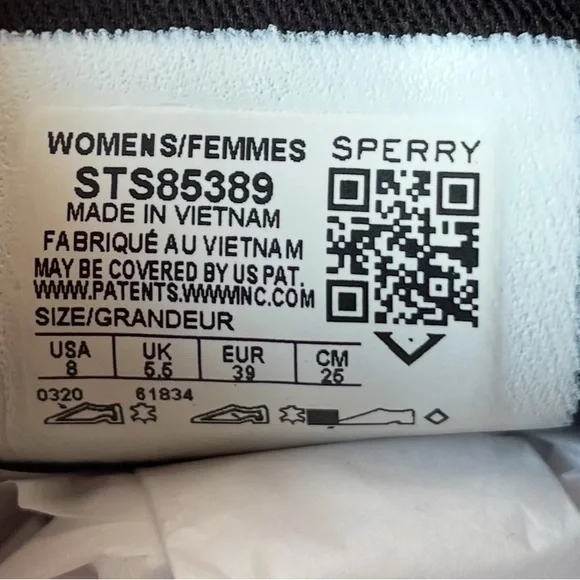 WOMENS/FEMMES SPERRY
STS85389
MADE IN VIETNAM
FABRIQUÉ AU VIETNAM
MAY BE COVERED BY US PAT.
WWW.PATENTS.WWWINC.COM
SIZE/GRANDEUR
USA UK EUR CM
8 5.5 39 25
0320 61834